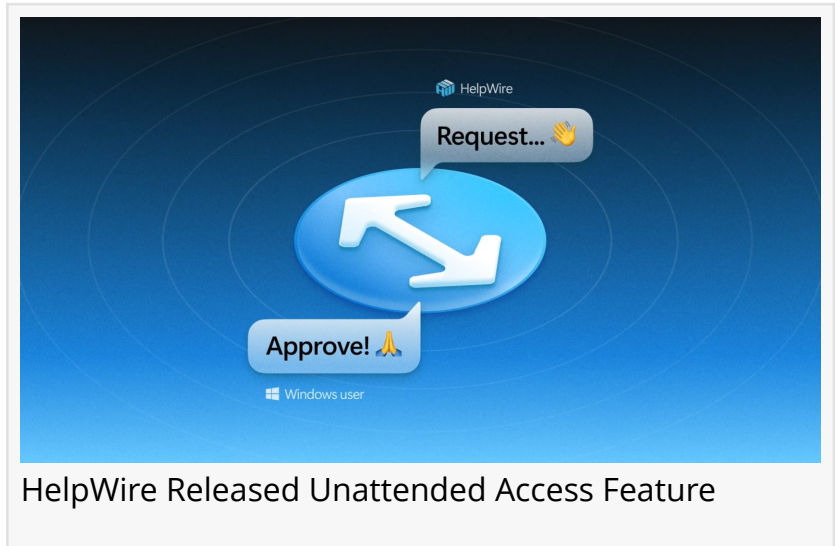 HelpWire
Request... 👋
Approve! 🙏
Windows user
HelpWire Released Unattended Access Feature